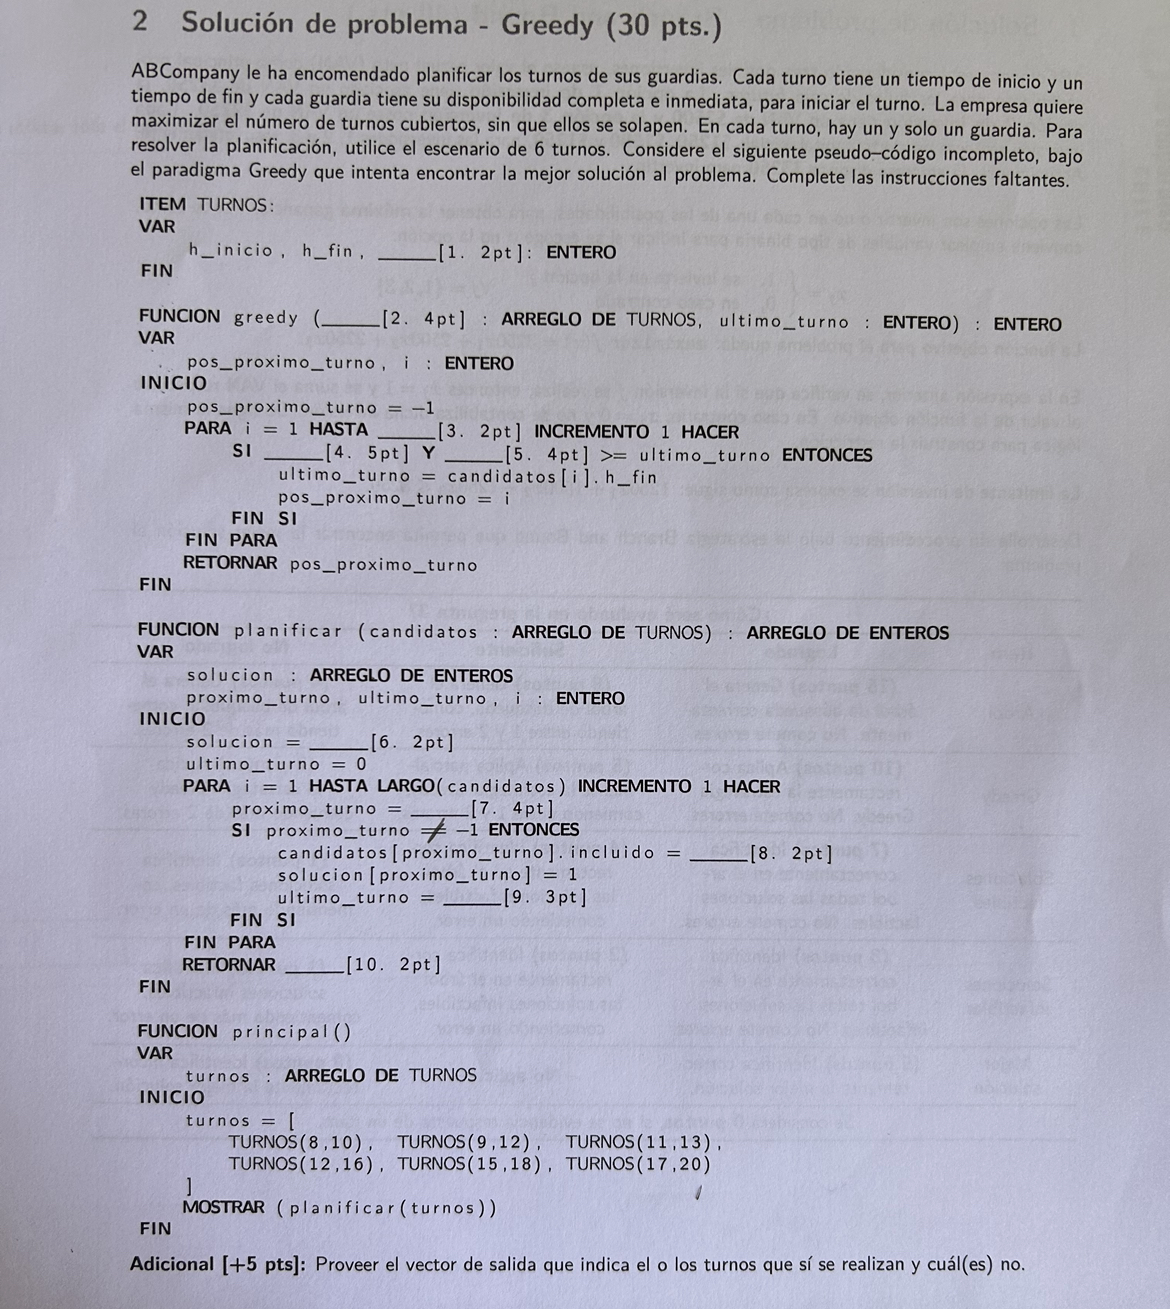 2 Solución de problema - Greedy (30 pts.)
ABCompany le ha encomendado planificar los turnos de sus guardias. Cada turno tiene un tiempo de inicio y un
tiempo de fin y cada guardia tiene su disponibilidad completa e inmediata, para iniciar el turno. La empresa quiere
maximizar el número de turnos cubiertos, sin que ellos se solapen. En cada turno, hay un y solo un guardia. Para
resolver la planificación, utilice el escenario de 6 turnos. Considere el siguiente pseudo–código incompleto, bajo
el paradigma Greedy que intenta encontrar la mejor solución al problema. Complete las instrucciones faltantes.
ITEM TURNOS:
VAR
h_inicio, h_fin, _____[1. 2pt]: ENTERO
FIN
FUNCION greedy (_____[2. 4pt] : ARREGLO DE TURNOS, ultimo_turno : ENTERO) : ENTERO
VAR
pos_proximo_turno, i : ENTERO
INICIO
pos_proximo_turno = −1
PARA i = 1 HASTA _____[3. 2pt] INCREMENTO 1 HACER
SI _____[4. 5pt] Y _____[5. 4pt] >= ultimo_turno ENTONCES
ultimo_turno = candidatos[i].h_fin
pos_proximo_turno = i
FIN SI
FIN PARA
RETORNAR pos_proximo_turno
FIN
FUNCION planificar (candidatos : ARREGLO DE TURNOS) : ARREGLO DE ENTEROS
VAR
solucion : ARREGLO DE ENTEROS
proximo_turno, ultimo_turno, i : ENTERO
INICIO
solucion = _____[6. 2pt]
ultimo_turno = 0
PARA i = 1 HASTA LARGO(candidatos) INCREMENTO 1 HACER
proximo_turno = _____[7. 4pt]
SI proximo_turno ≠ −1 ENTONCES
candidatos[proximo_turno].incluido = _____[8. 2pt]
solucion[proximo_turno] = 1
ultimo_turno = _____[9. 3pt]
FIN SI
FIN PARA
RETORNAR _____[10. 2pt]
FIN
FUNCION principal()
VAR
turnos : ARREGLO DE TURNOS
INICIO
turnos = [
TURNOS(8,10), TURNOS(9,12), TURNOS(11,13),
TURNOS(12,16), TURNOS(15,18), TURNOS(17,20)
]
MOSTRAR (planificar(turnos))
FIN
Adicional [+5 pts]: Proveer el vector de salida que indica el o los turnos que sí se realizan y cuál(es) no.